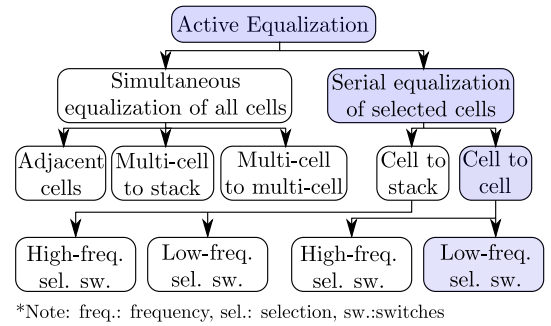 Active Equalization
Simultaneous
equalization of all cells
Serial equalization
of selected cells
Adjacent
cells
Multi-cell
to stack
Multi-cell
to multi-cell
Cell to
stack
Cell to
cell
High-freq.
sel. sw.
Low-freq.
sel. sw.
High-freq.
sel. sw.
Low-freq.
sel. sw.
*Note: freq.: frequency, sel.: selection, sw.:switches